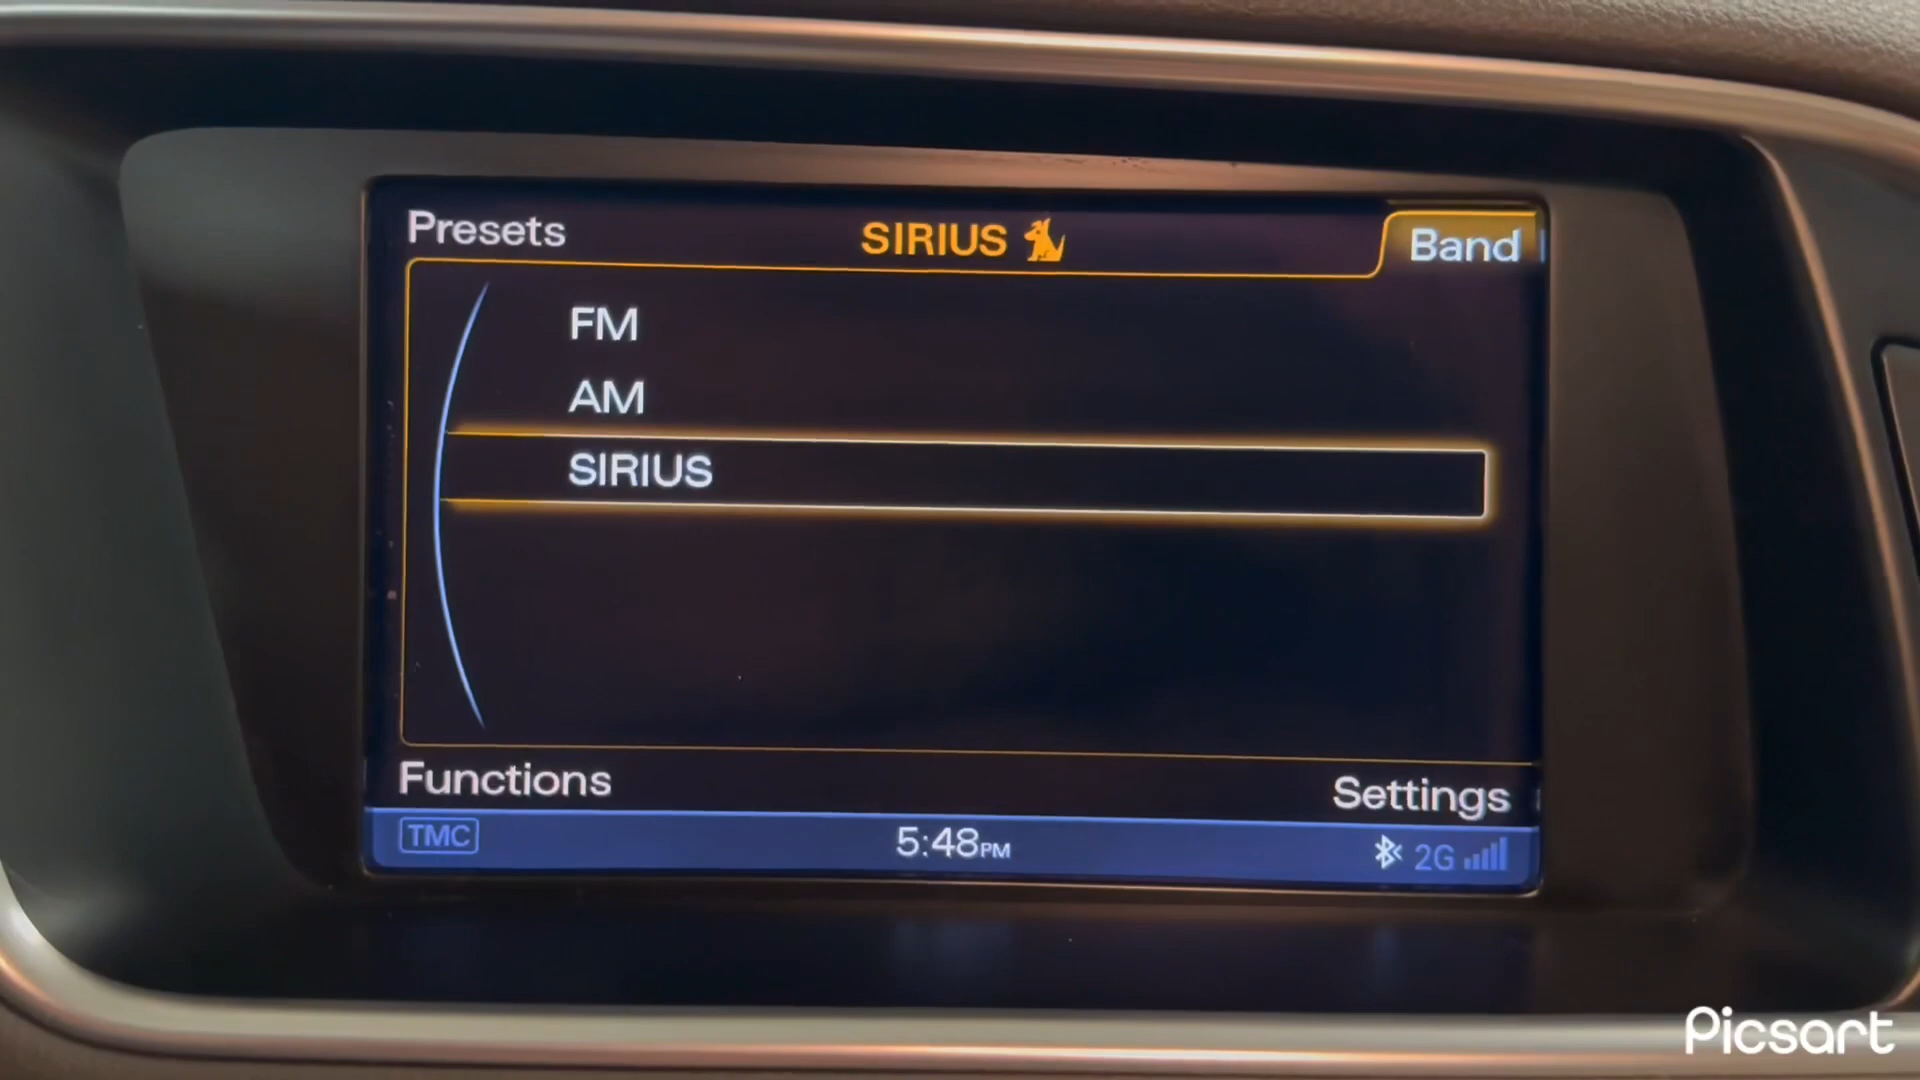 Presets
SIRIUS
Band
FM
AM
SIRIUS
Functions
Settings
TMC
5:48PM
2G
Picsart